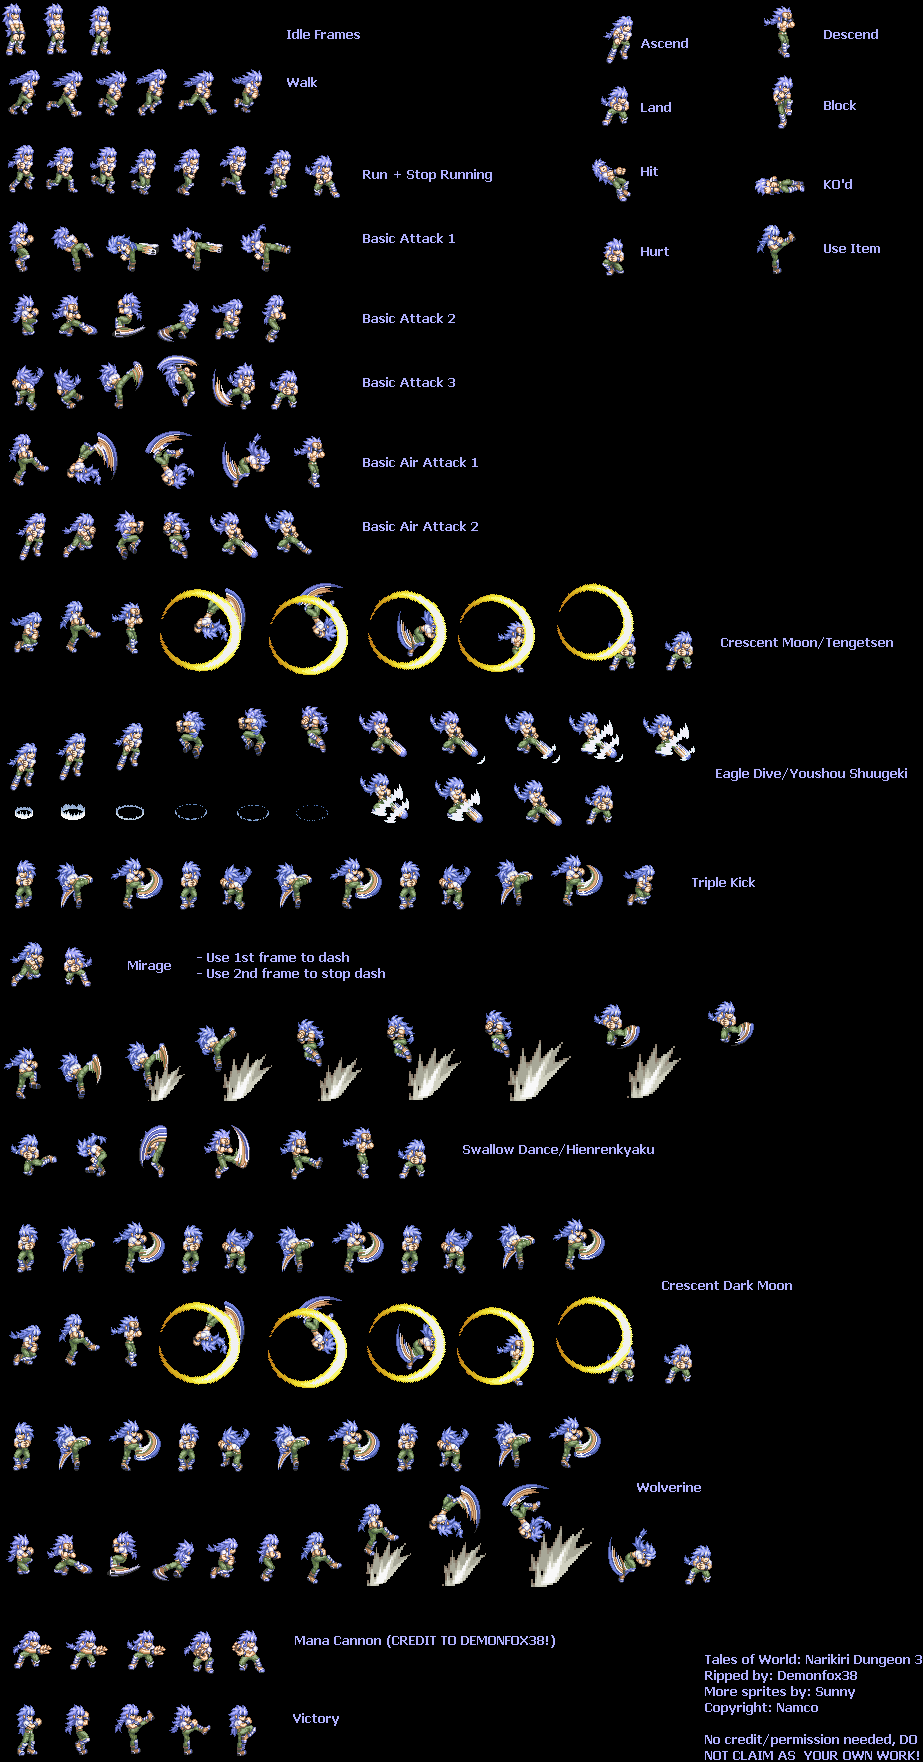 Idle Frames
Ascend
Descend
Walk
Land
Block
Run + Stop Running
Hit
KO'd
Basic Attack 1
Hurt
Use Item
Basic Attack 2
Basic Attack 3
Basic Air Attack 1
Basic Air Attack 2
Crescent Moon/Tengetsen
Eagle Dive/Youshou Shuugeki
Triple Kick
Mirage
- Use 1st frame to dash
- Use 2nd frame to stop dash
Swallow Dance/Hienrenkyaku
Crescent Dark Moon
Wolverine
Mana Cannon (CREDIT TO DEMONFOX38!)
Tales of World: Narikiri Dungeon 3
Ripped by: Demonfox38
More sprites by: Sunny
Copyright: Namco
Victory
No credit/permission needed, DO
NOT CLAIM AS YOUR OWN WORK!